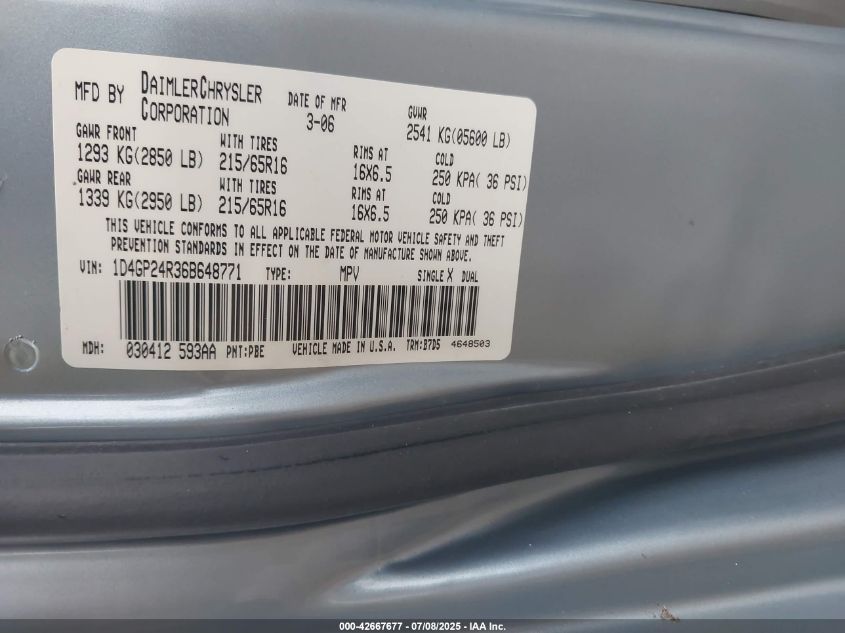 MFD BY DAIMLERCHRYSLER CORPORATION DATE OF MFR 3-06 GVWR 2541 KG(05600 LB)
GAWR FRONT WITH TIRES RIMS AT COLD
1293 KG(2850 LB) 215/65R16 16X6.5 250 KPA( 36 PSI)
GAWR REAR WITH TIRES RIMS AT COLD
1339 KG(2950 LB) 215/65R16 16X6.5 250 KPA( 36 PSI)
THIS VEHICLE CONFORMS TO ALL APPLICABLE FEDERAL MOTOR VEHICLE SAFETY AND THEFT
PREVENTION STANDARDS IN EFFECT ON THE DATE OF MANUFACTURE SHOWN ABOVE.
VIN: 1D4GP24R36B648771 TYPE: MPV SINGLE X DUAL
MDH: 030412 593AA PNT:PBE VEHICLE MADE IN U.S.A. TRM:B7D5 4648503
000-42667677 - 07/08/2025 - IAA Inc.